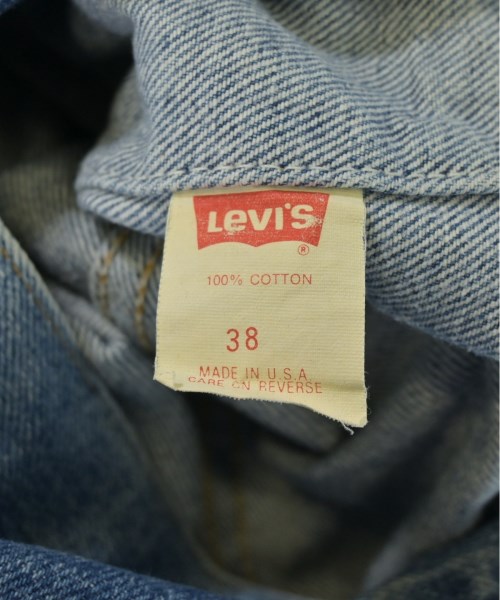 Levi's
®
100% COTTON
38
MADE IN U.S.A.
CARE ON REVERSE